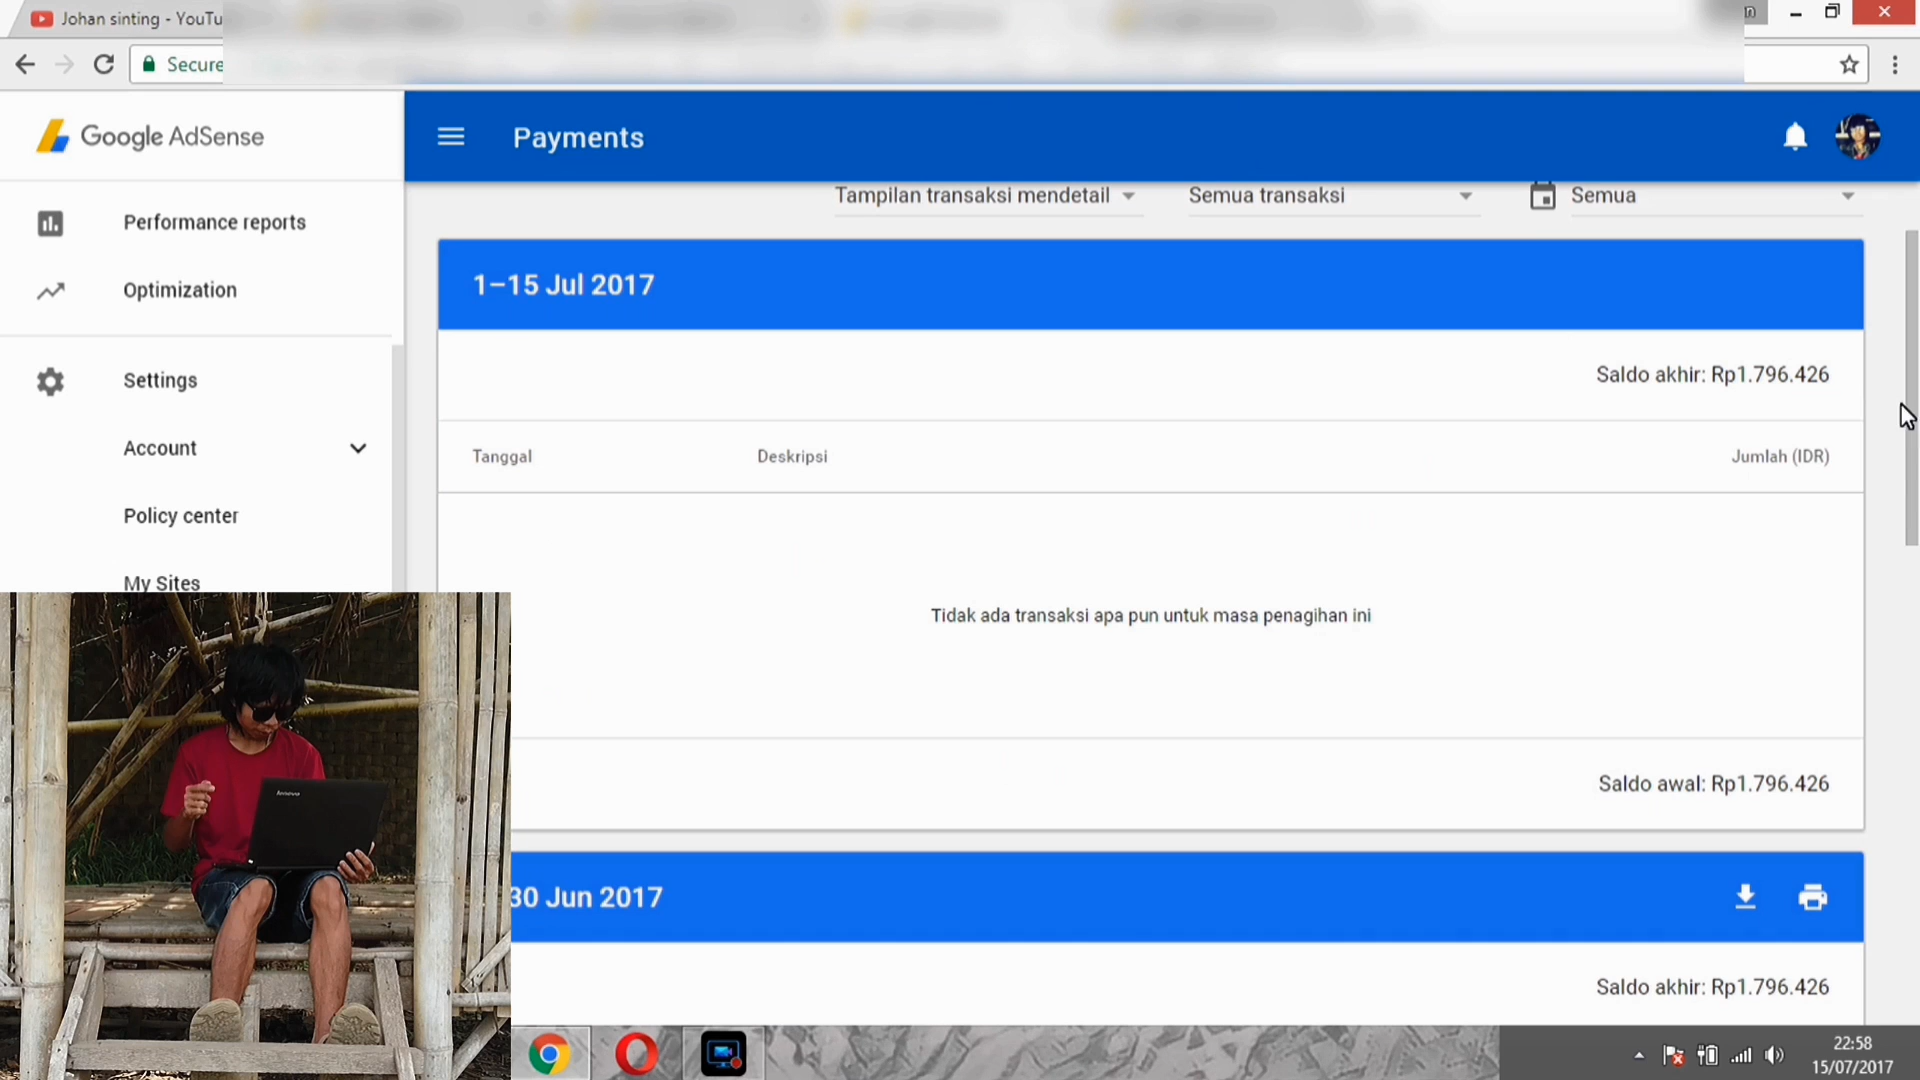 Johan sinting - YouTu
Secure
Google AdSense
Payments
Tampilan transaksi mendetail
Semua transaksi
Semua
Performance reports
Optimization
Settings
Account
Policy center
My Sites
1–15 Jul 2017
Saldo akhir: Rp1.796.426
Tanggal
Deskripsi
Jumlah (IDR)
Tidak ada transaksi apa pun untuk masa penagihan ini
Saldo awal: Rp1.796.426
30 Jun 2017
Saldo akhir: Rp1.796.426
Lenovo
22:58
15/07/2017